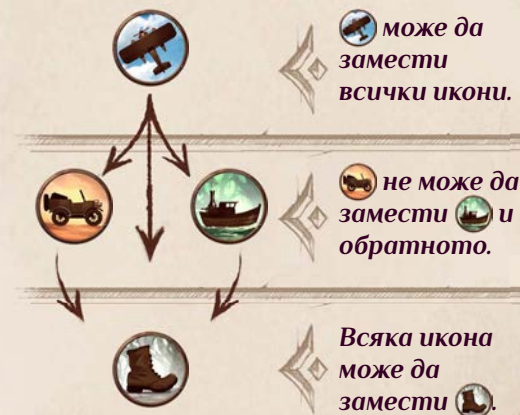 може да
замести
всички икони.
не може да
замести и
обратното.
Всяка икона
може да
замести .